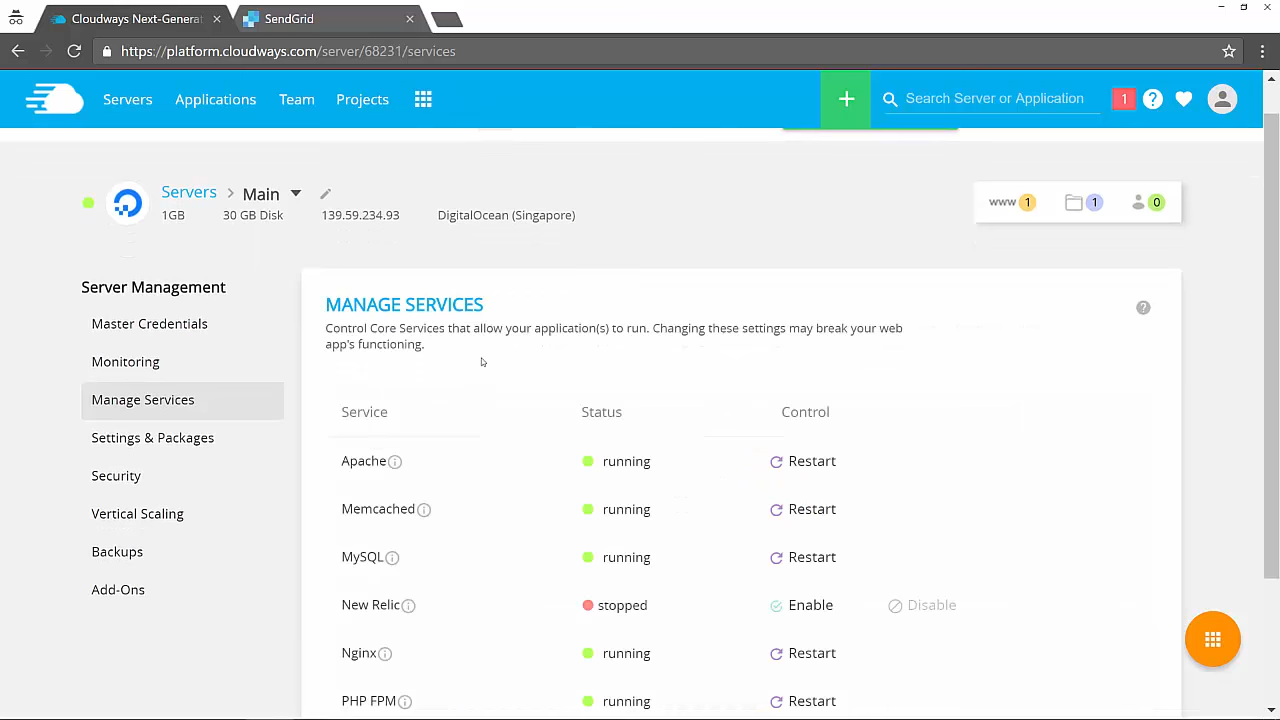 Cloudways Next-Generat
SendGrid
https://platform.cloudways.com/server/68231/services
Servers
Applications
Team
Projects
+
Search Server or Application
1
?
Servers > Main
1GB
30 GB Disk
139.59.234.93
DigitalOcean (Singapore)
www 1
1
0
Server Management
Master Credentials
Monitoring
Manage Services
Settings & Packages
Security
Vertical Scaling
Backups
Add-Ons
MANAGE SERVICES
?
Control Core Services that allow your application(s) to run. Changing these settings may break your web
app's functioning.
Service Status Control
Apache running Restart
Memcached running Restart
MySQL running Restart
New Relic stopped Enable Disable
Nginx running Restart
PHP FPM running Restart